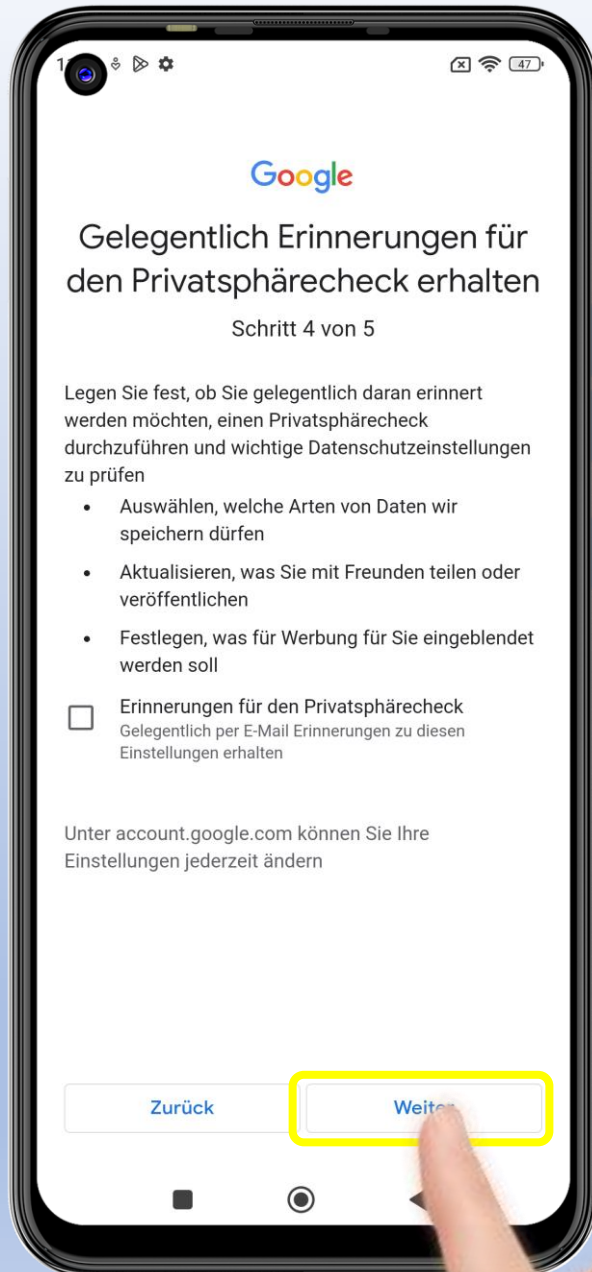 47
Google
Gelegentlich Erinnerungen für
den Privatsphärecheck erhalten
Schritt 4 von 5
Legen Sie fest, ob Sie gelegentlich daran erinnert
werden möchten, einen Privatsphärecheck
durchzuführen und wichtige Datenschutzeinstellungen
zu prüfen
• Auswählen, welche Arten von Daten wir
speichern dürfen
• Aktualisieren, was Sie mit Freunden teilen oder
veröffentlichen
• Festlegen, was für Werbung für Sie eingeblendet
werden soll
Erinnerungen für den Privatsphärecheck
Gelegentlich per E-Mail Erinnerungen zu diesen
Einstellungen erhalten
Unter account.google.com können Sie Ihre
Einstellungen jederzeit ändern
Zurück
Weiter